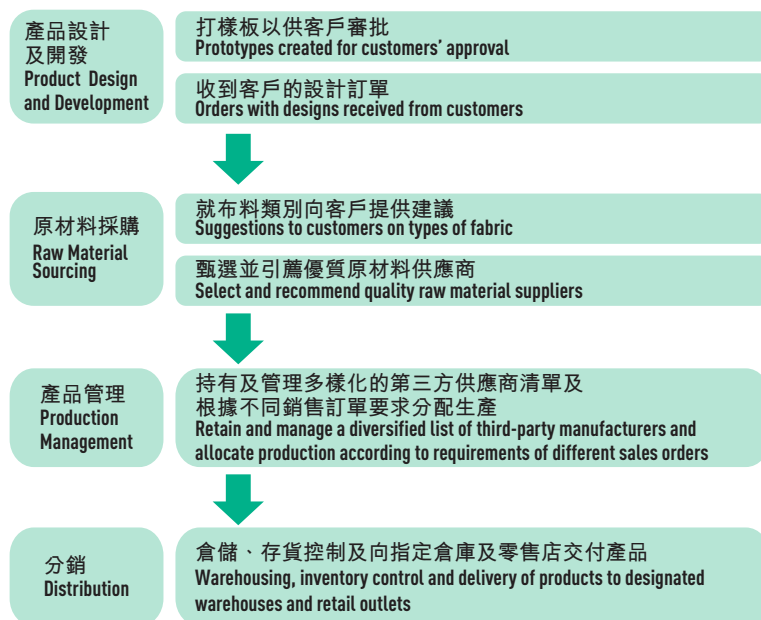 產品設計
及開發
Product Design
and Development
打樣板以供客戶審批
Prototypes created for customers’ approval
收到客戶的設計訂單
Orders with designs received from customers
原材料採購
Raw Material
Sourcing
就布料類別向客戶提供建議
Suggestions to customers on types of fabric
甄選並引薦優質原材料供應商
Select and recommend quality raw material suppliers
產品管理
Production
Management
持有及管理多樣化的第三方供應商清單及
根據不同銷售訂單要求分配生產
Retain and manage a diversified list of third-party manufacturers and
allocate production according to requirements of different sales orders
分銷
Distribution
倉儲、存貨控制及向指定倉庫及零售店交付產品
Warehousing, inventory control and delivery of products to designated
warehouses and retail outlets